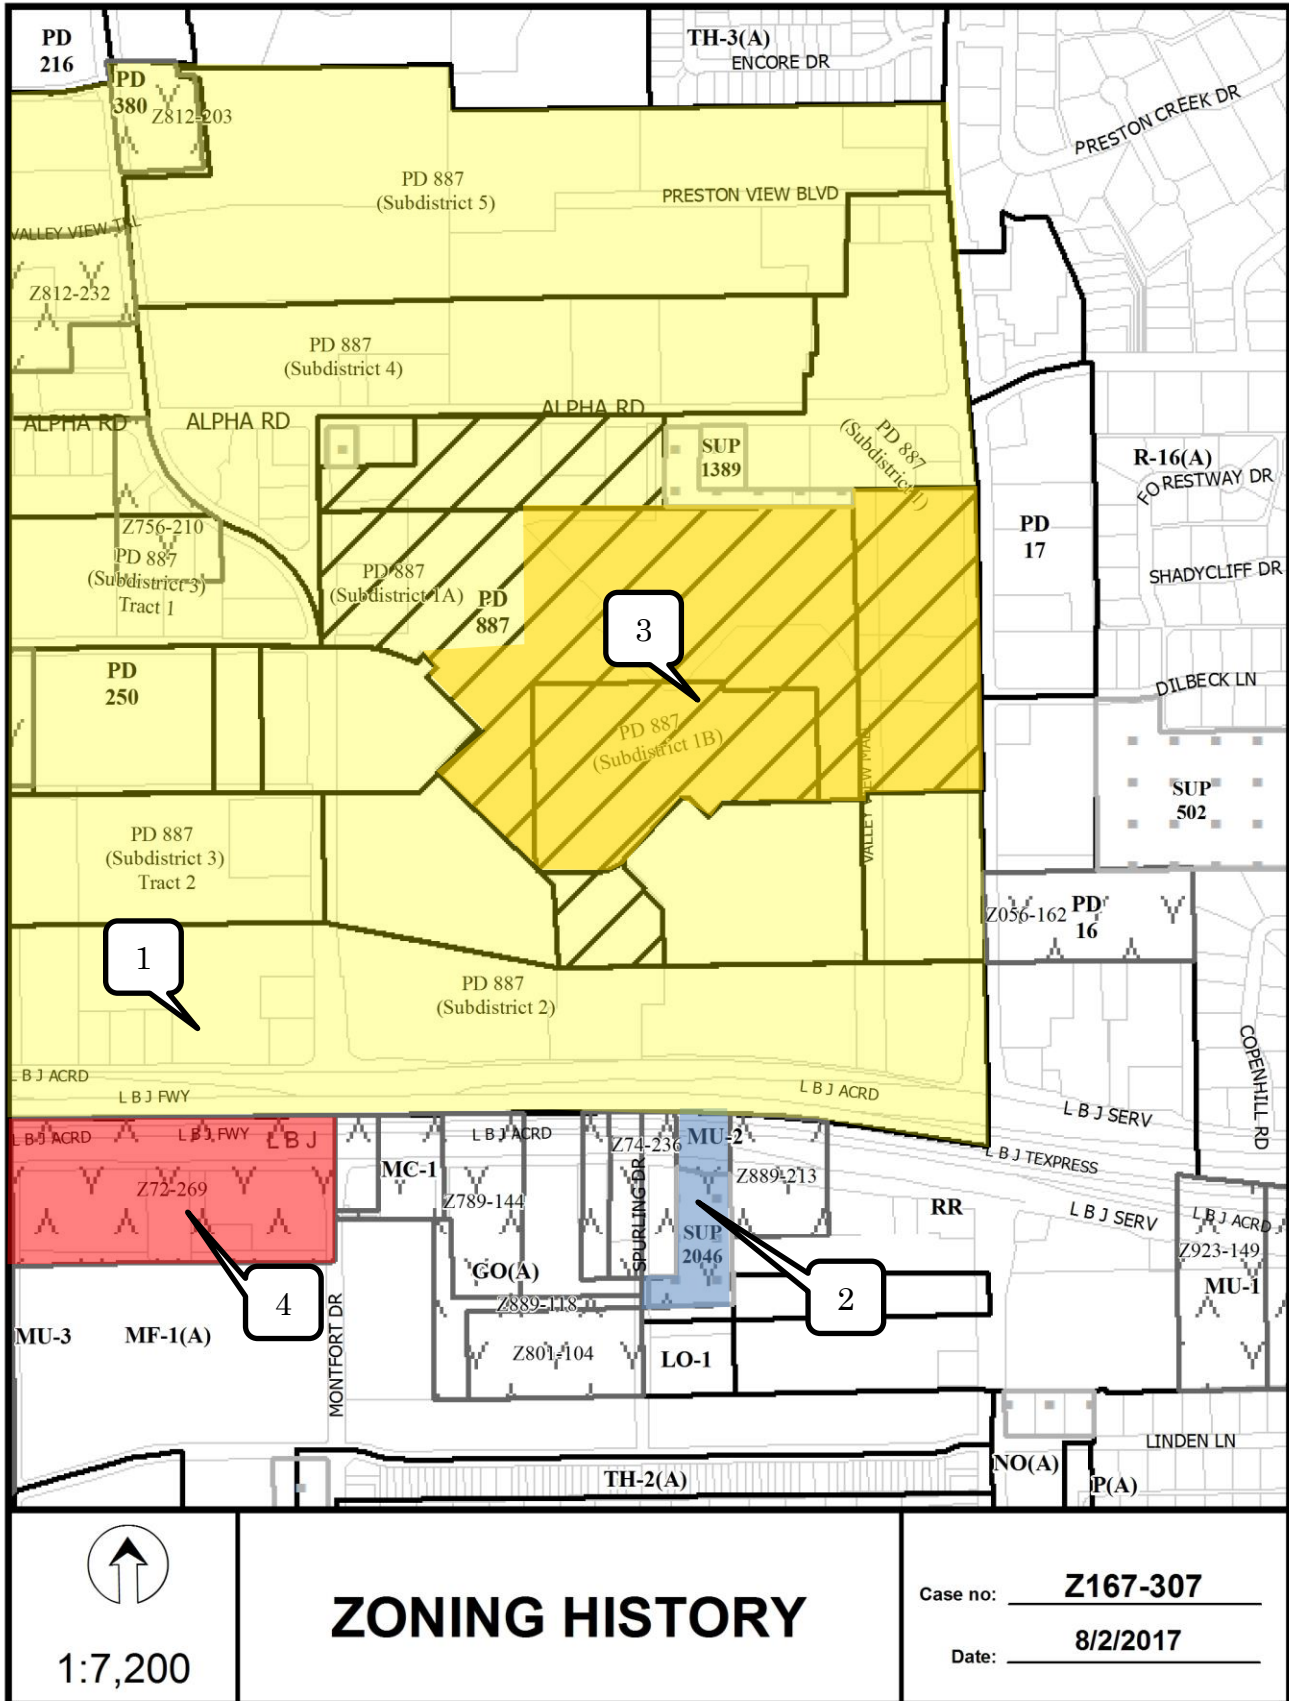 PD
216
TH-3(A)
ENCORE DR
PD
380
Z812-203
PRESTON CREEK DR
PD 887
(Subdistrict 5)
PRESTON VIEW BLVD
VALLEY VIEW TRL
Z812-232
PD 887
(Subdistrict 4)
ALPHA RD
ALPHA RD
ALPHA RD
PD 887
(Subdistrict 1)
SUP
1389
R-16(A)
FORESTWAY DR
PD
17
Z756-210
PD 887
(Subdistrict 3)
Tract 1
PD 887
(Subdistrict 1A)
PD
887
SHADYCLIFF DR
3
PD
250
DILBECK LN
PD 887
(Subdistrict 1B)
VALLEY VIEW MALL
SUP
502
PD 887
(Subdistrict 3)
Tract 2
Z056-162
PD
16
1
PD 887
(Subdistrict 2)
COPENHILL RD
L B J ACRD
L B J FWY
L B J ACRD
L B J SERV
L B J ACRD
L B J FWY
L B J
L B J ACRD
Z74-236
MU-2
L B J TEXPRESS
MC-1
Z72-269
Z789-144
SPURLING DR
Z889-213
RR
L B J SERV
L B J ACRD
SUP
2046
Z923-149
GO(A)
MU-1
4
2
Z889-118
MU-3
MF-1(A)
MONTFORT DR
Z801-104
LO-1
LINDEN LN
NO(A)
TH-2(A)
P(A)
1:7,200
ZONING HISTORY
Case no: Z167-307
Date: 8/2/2017